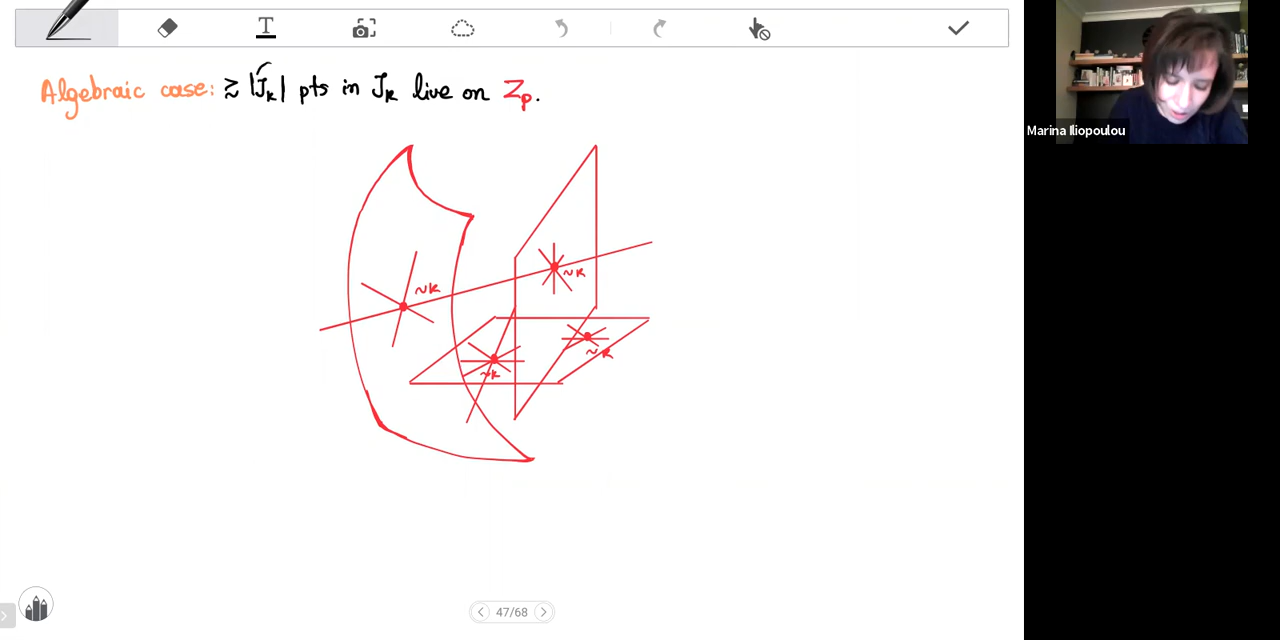 Algebraic case: ≳ |J_k| pts in J_k live on Z_p.
~k
~k
~k
~k
Marina Iliopoulou
T
47/68